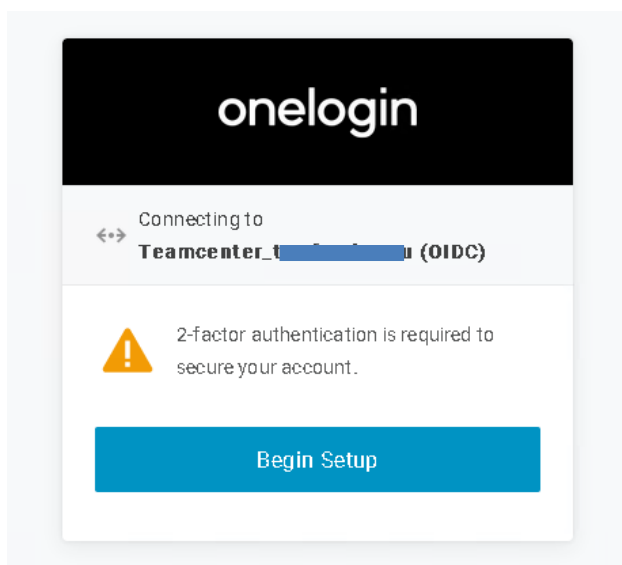 onelogin
Connecting to
Teamcenter_t u (OIDC)
2-factor authentication is required to
secure your account.
Begin Setup